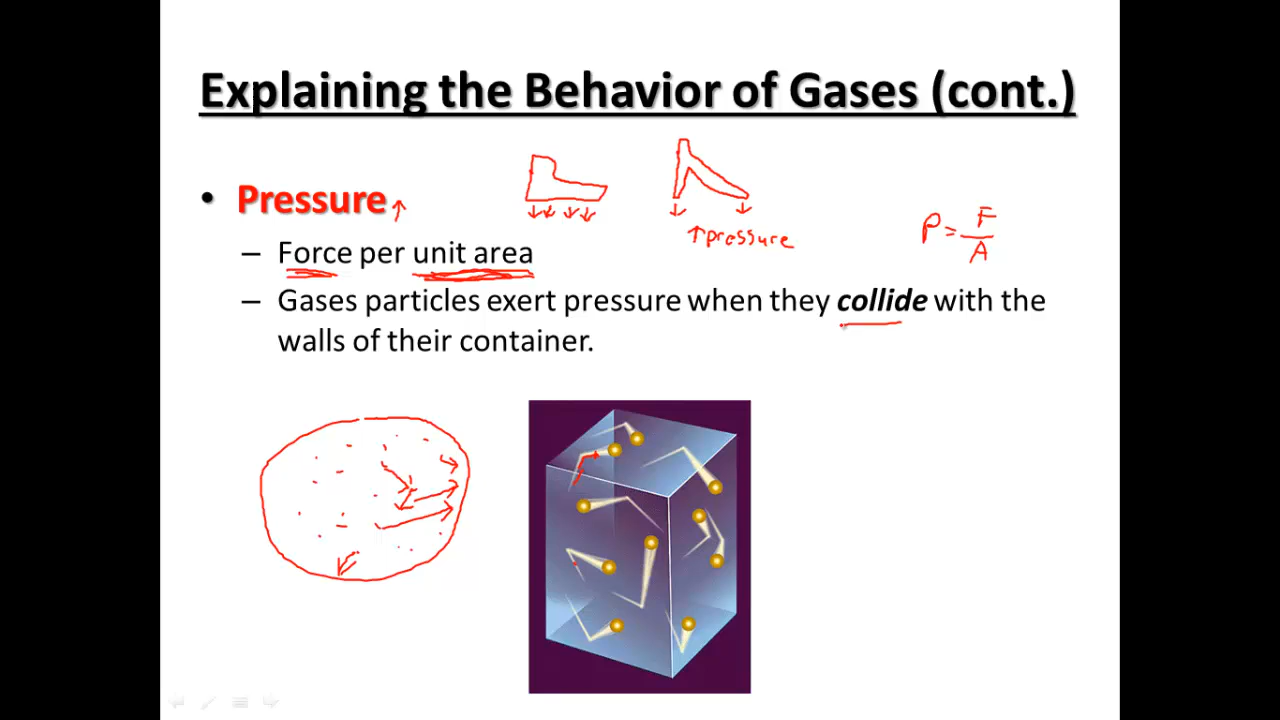 Explaining the Behavior of Gases (cont.)
• Pressure ↑
↑pressure
P = F/A
– Force per unit area
– Gases particles exert pressure when they collide with the
walls of their container.